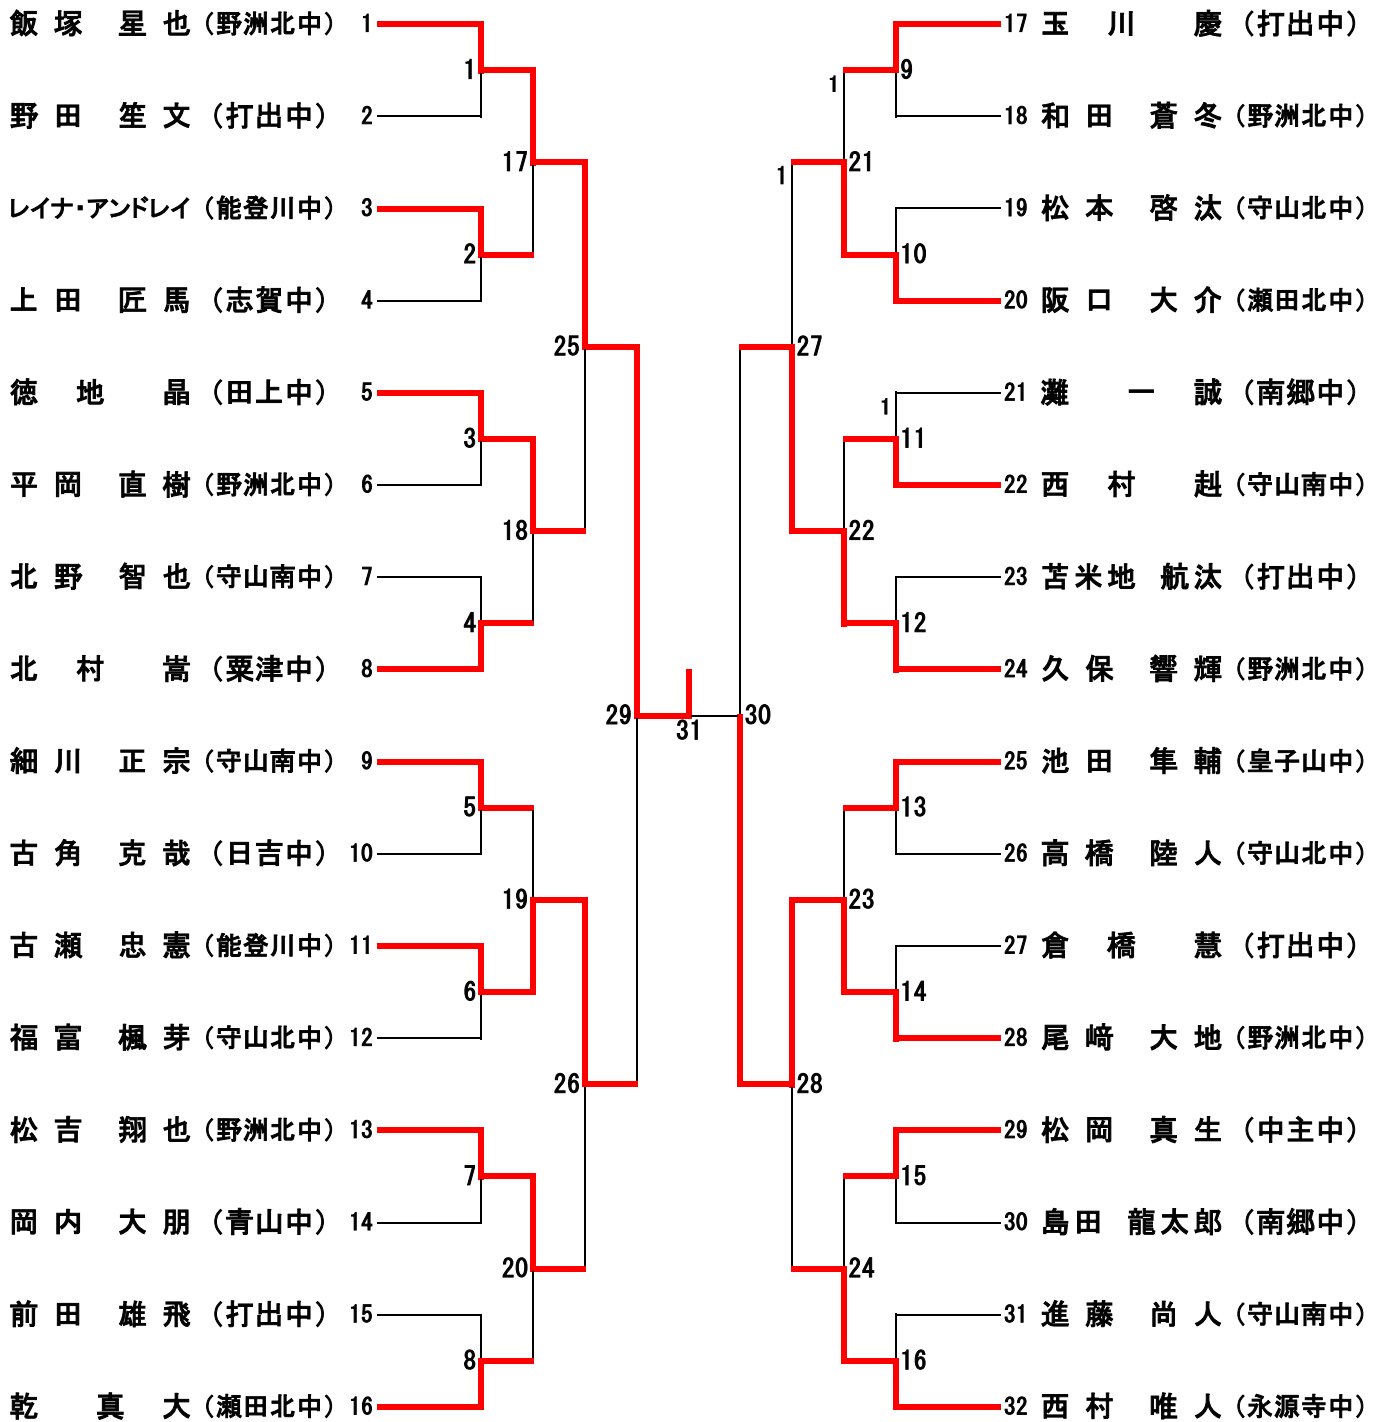 飯塚 星也（野洲北中） 1
野田 笙文（打出中） 2
レイナ・アンドレイ（能登川中） 3
上田 匠馬（志賀中） 4
徳地 晶（田上中） 5
平岡 直樹（野洲北中） 6
北野 智也（守山南中） 7
北村 嵩（粟津中） 8
細川 正宗（守山南中） 9
古角 克哉（日吉中） 10
古瀬 忠憲（能登川中） 11
福富 楓芽（守山北中） 12
松吉 翔也（野洲北中） 13
岡内 大朋（青山中） 14
前田 雄飛（打出中） 15
乾 真大（瀬田北中） 16
1
2
3
4
5
6
7
8
17
18
19
20
25
26
29
31
30
27
28
1
21
22
23
24
1
9
10
1
11
12
13
14
15
16
17 玉川 慶（打出中）
18 和田 蒼冬（野洲北中）
19 松本 啓汰（守山北中）
20 阪口 大介（瀬田北中）
21 灘 一誠（南郷中）
22 西村 赳（守山南中）
23 苫米地 航汰（打出中）
24 久保 響輝（野洲北中）
25 池田 隼輔（皇子山中）
26 高橋 陸人（守山北中）
27 倉橋 慧（打出中）
28 尾﨑 大地（野洲北中）
29 松岡 真生（中主中）
30 島田 龍太郎（南郷中）
31 進藤 尚人（守山南中）
32 西村 唯人（永源寺中）